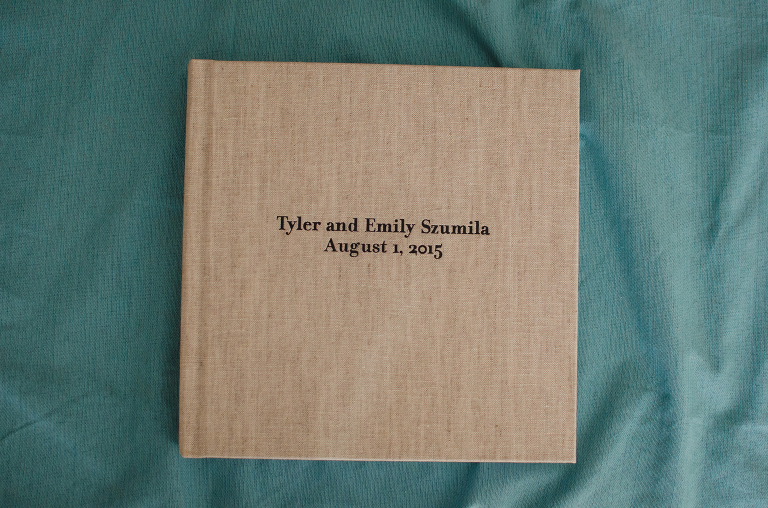 Tyler and Emily Szumila
August 1, 2015